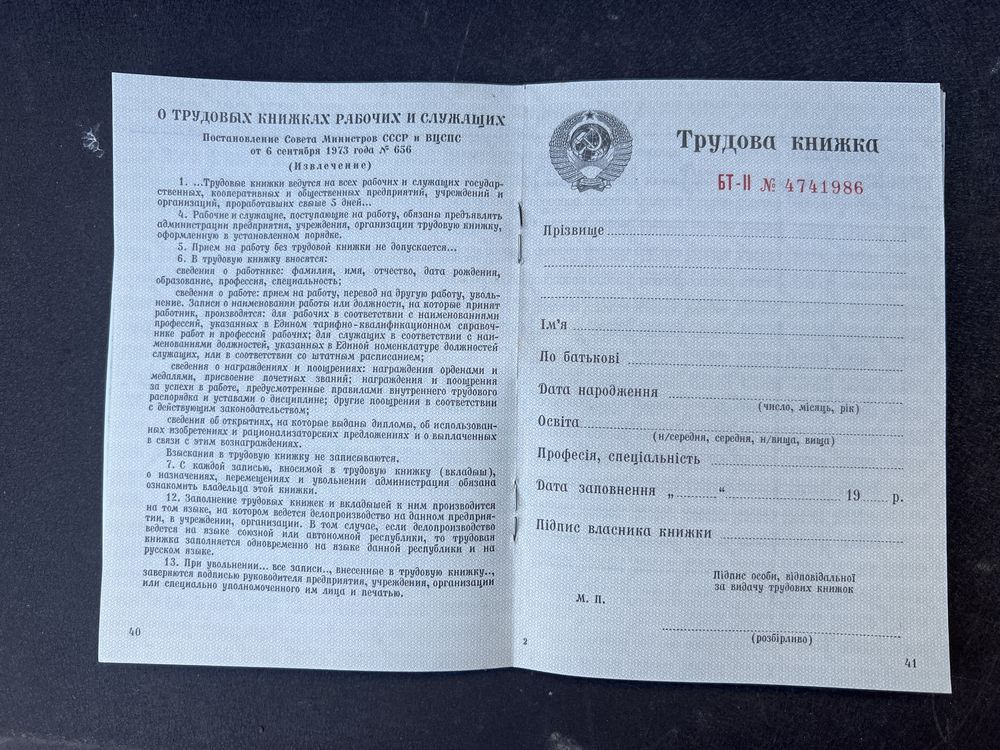 О ТРУДОВЫХ КНИЖКАХ РАБОЧИХ И СЛУЖАЩИХ
Постановление Совета Министров СССР и ВЦСПС
от 6 сентября 1973 года № 656
(Извлечение)
1. ...Трудовые книжки ведутся на всех рабочих и служащих государ-
ственных, кооперативных и общественных предприятий, учреждений и
организаций, проработавших свыше 5 дней...
4. Рабочие и служащие, поступающие на работу, обязаны предъявлять
администрации предприятия, учреждения, организации трудовую книжку,
оформленную в установленном порядке.
5. Прием на работу без трудовой книжки не допускается...
6. В трудовую книжку вносятся:
сведения о работнике: фамилия, имя, отчество, дата рождения,
образование, профессия, специальность;
сведения о работе: прием на работу, перевод на другую работу, уволь-
нение. Записи о наименовании работы или должности, на которые принят
работник, производятся: для рабочих в соответствии с наименованиями
профессий, указанных в Едином тарифно-квалификационном справоч-
нике работ и профессий рабочих; для служащих в соответствии с наи-
менованиями должностей, указанных в Единой номенклатуре должностей
служащих, или в соответствии со штатным расписанием;
сведения о награждениях и поощрениях: награждения орденами и
медалями, присвоение почетных званий; награждения и поощрения
за успехи в работе, предусмотренные правилами внутреннего трудового
распорядка и уставами о дисциплине; другие поощрения в соответствии
с действующим законодательством;
сведения об открытиях, на которые выданы дипломы, об использован-
ных изобретениях и рационализаторских предложениях и о выплаченных
в связи с этим вознаграждениях.
Взыскания в трудовую книжку не записываются.
7. С каждой записью, вносимой в трудовую книжку (вкладыш),
о назначениях, перемещениях и увольнении администрация обязана
ознакомить владельца этой книжки.
12. Заполнение трудовых книжек и вкладышей к ним производится
на том языке, на котором ведется делопроизводство на данном предприя-
тии, в учреждении, организации. В том случае, если делопроизводство
ведется на языке союзной или автономной республики, то трудовая
книжка заполняется одновременно на языке данной республики и на
русском языке.
13. При увольнении... все записи.., внесенные в трудовую книжку..,
заверяются подписью руководителя предприятия, учреждения, организации
или специально уполномоченного им лица и печатью.
40
Трудова книжка
БТ-II № 4741986
Прізвище
Ім'я
По батькові
Дата народження
(число, місяць, рік)
Освіта
(н/середня, середня, н/вища, вища)
Професія, спеціальність
Дата заповнення „ “ 19 р.
Підпис власника книжки
Підпис особи, відповідальної
за видачу трудових книжок
М. П.
(розбірливо)
2
41